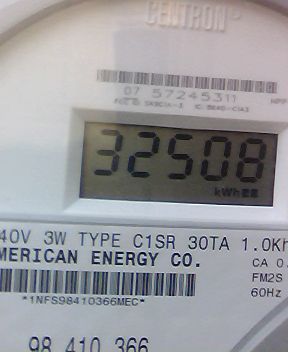 CENTRON®
07 57245311
32508
kWh
40V 3W TYPE C1SR 30TA 1.0Kh
MERICAN ENERGY CO.
CA 0.
FM2S
60Hz
*1NFS98410366MEC*
98 410 366